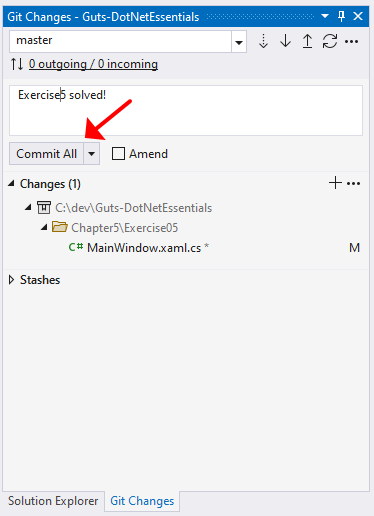 Git Changes - Guts-DotNetEssentials
master
0 outgoing / 0 incoming
Exercise5 solved!
Commit All
Amend
Changes (1)
C:\dev\Guts-DotNetEssentials
Chapter5\Exercise05
C# MainWindow.xaml.cs * M
Stashes
Solution Explorer Git Changes